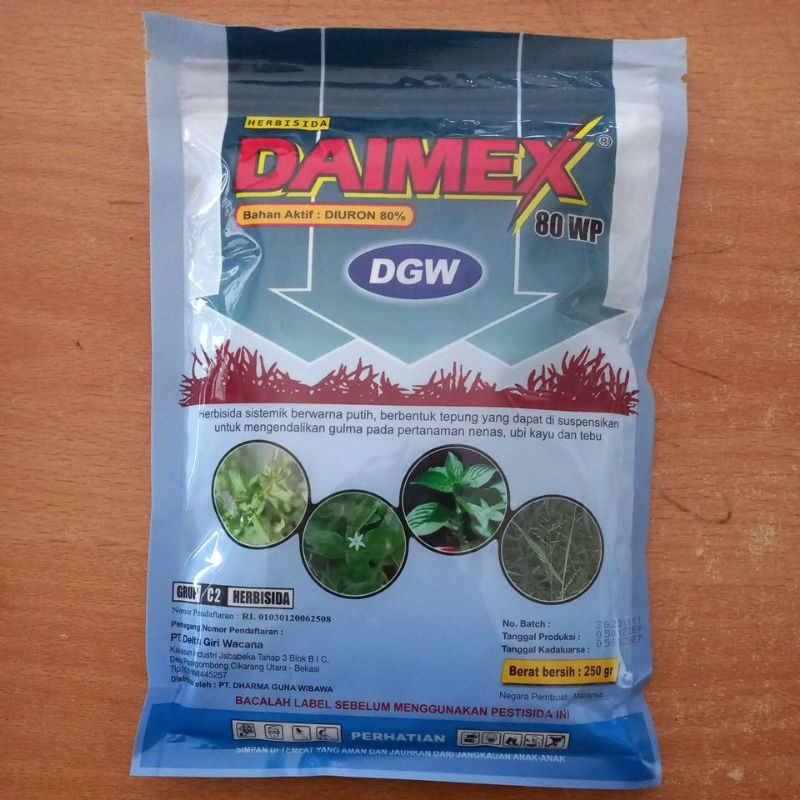 HERBISIDA
DAIMEX®
Bahan Aktif : DIURON 80%
80 WP
DGW
Herbisida sistemik berwarna putih, berbentuk tepung yang dapat di suspensikan
untuk mengendalikan gulma pada pertanaman nenas, ubi kayu dan tebu
C2 HERBISIDA
Nomor Pendaftaran : RI. 01030120062508
Pemegang Nomor Pendaftaran :
PT. Delta Giri Wacana
Kawasan Industri Jababeka Tahap 3 Blok B I C,
Desa Pasirgombong Cikarang Utara - Bekasi
oleh : PT. DHARMA GUNA WIBAWA
No. Batch :
Tanggal Produksi :
Tanggal Kadaluarsa :
Berat bersih : 250 gr
Negara Pembuat : Malaysia
BACALAH LABEL SEBELUM MENGGUNAKAN PESTISIDA INI
PERHATIAN
SIMPAN DI TEMPAT YANG AMAN DAN JAUHKAN DARI JANGKAUAN ANAK-ANAK